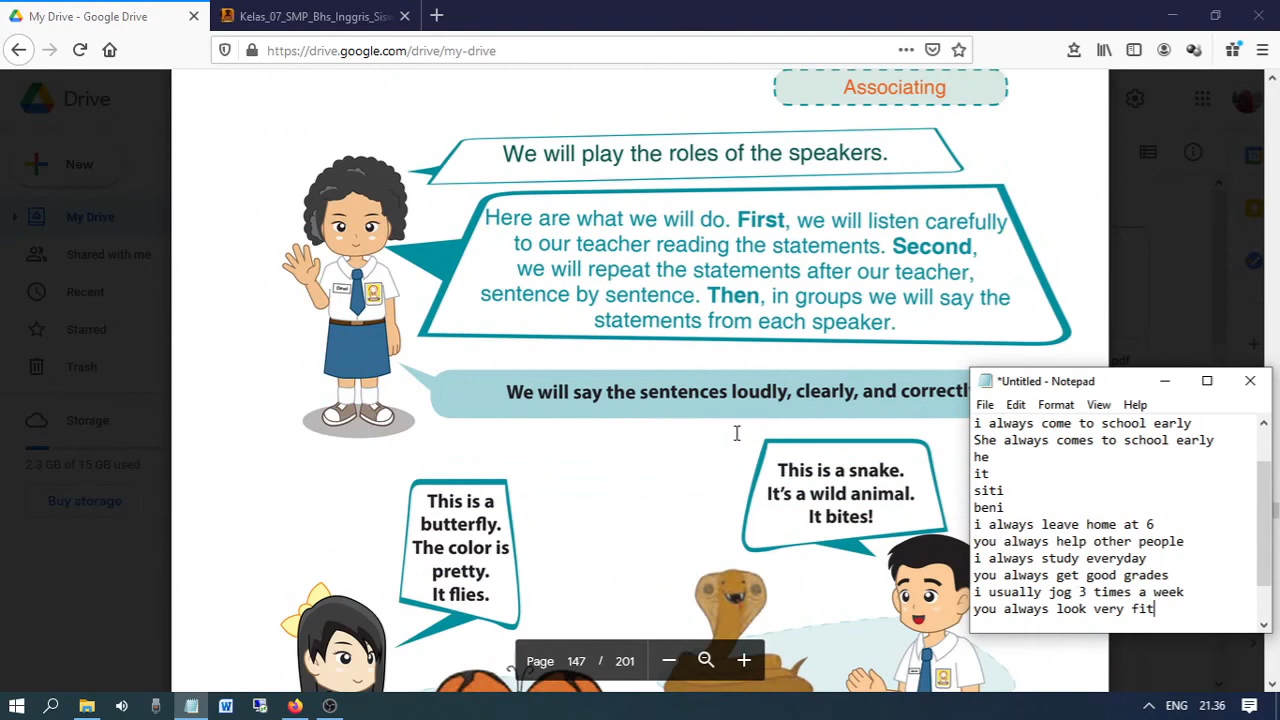 My Drive - Google Drive
Kelas_07_SMP_Bhs_Inggris_Sisw
https://drive.google.com/drive/my-drive
Drive
New
My Drive
Shared with me
Recent
Starred
Trash
Storage
2.3 GB of 15 GB used
Buy storage
Associating
We will play the roles of the speakers.
Here are what we will do. First, we will listen carefully
to our teacher reading the statements. Second,
we will repeat the statements after our teacher,
sentence by sentence. Then, in groups we will say the
statements from each speaker.
Dewi
We will say the sentences loudly, clearly, and correctl
This is a
butterfly.
The color is
pretty.
It flies.
This is a snake.
It's a wild animal.
It bites!
.pdf
Page 147 / 201
*Untitled - Notepad
File Edit Format View Help
i always come to school early
She always comes to school early
he
it
siti
beni
i always leave home at 6
you always help other people
i always study everyday
you always get good grades
i usually jog 3 times a week
you always look very fit
ENG 21.36